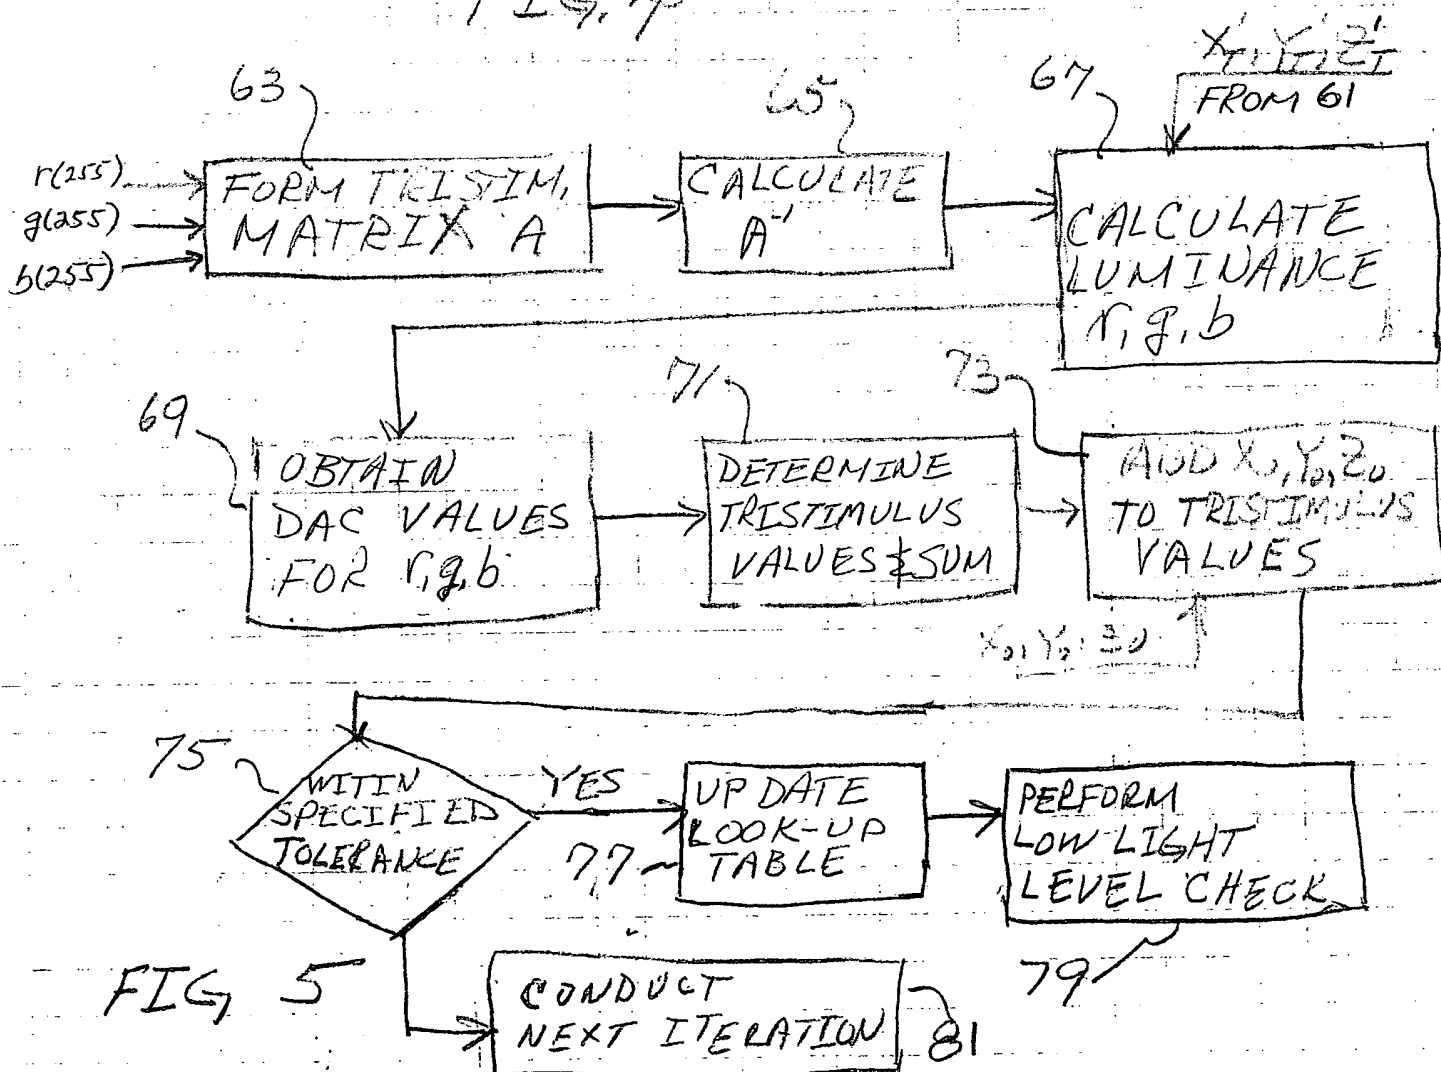 FIG. 4
63
65
67
X'T, Y'T, Z'T
FROM 61
r(255)
g(255)
b(255)
FORM TRISTIM.
MATRIX A
CALCULATE
A⁻¹
CALCULATE
LUMINANCE
r, g, b
69
71
73
OBTAIN
DAC VALUES
FOR r,g,b
DETERMINE
TRISTIMULUS
VALUES & SUM
ADD X0, Y0, Z0
TO TRISTIMULUS
VALUES
X0, Y0, Z0
75
WITIN
SPECIFIED
TOLERANCE
YES
77
UPDATE
LOOK-UP
TABLE
PERFORM
LOW LIGHT
LEVEL CHECK
79
FIG 5
CONDUCT
NEXT ITERATION
81